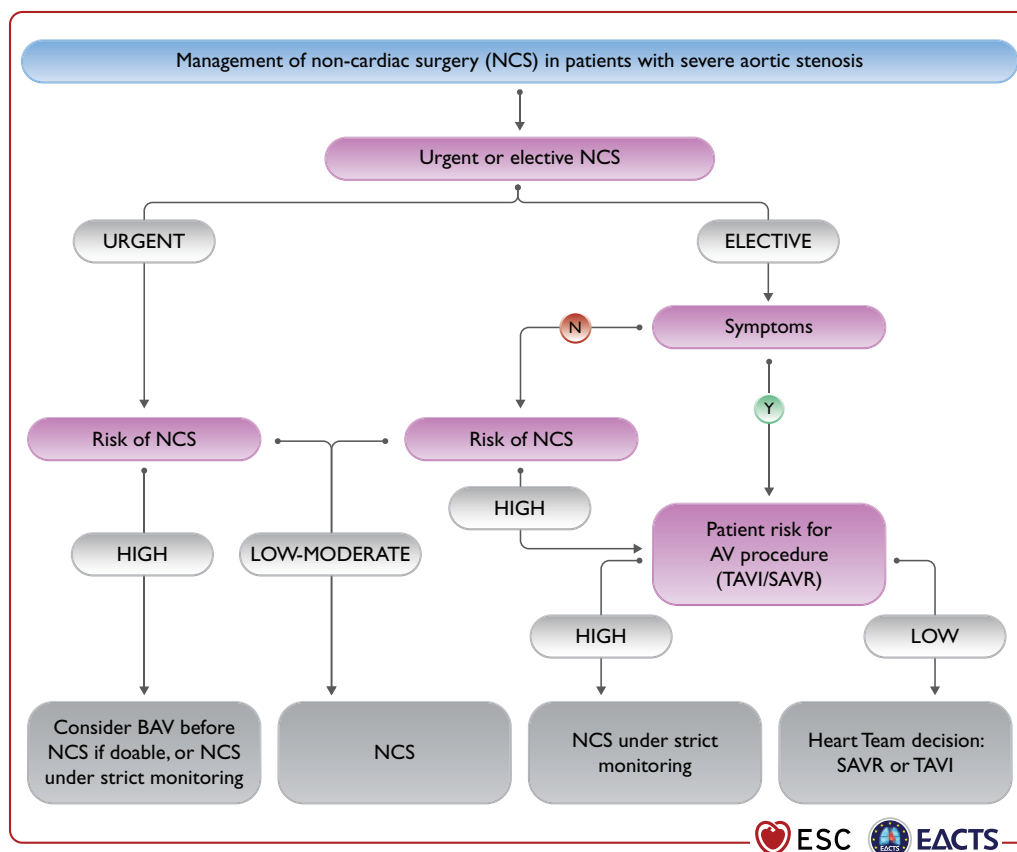 Management of non-cardiac surgery (NCS) in patients with severe aortic stenosis
Urgent or elective NCS
URGENT
ELECTIVE
N
Symptoms
Y
Risk of NCS
Risk of NCS
HIGH
Patient risk for
AV procedure
(TAVI/SAVR)
HIGH
LOW-MODERATE
HIGH
LOW
Consider BAV before
NCS if doable, or NCS
under strict monitoring
NCS
NCS under strict
monitoring
Heart Team decision:
SAVR or TAVI
ESC
EACTS
EACTS